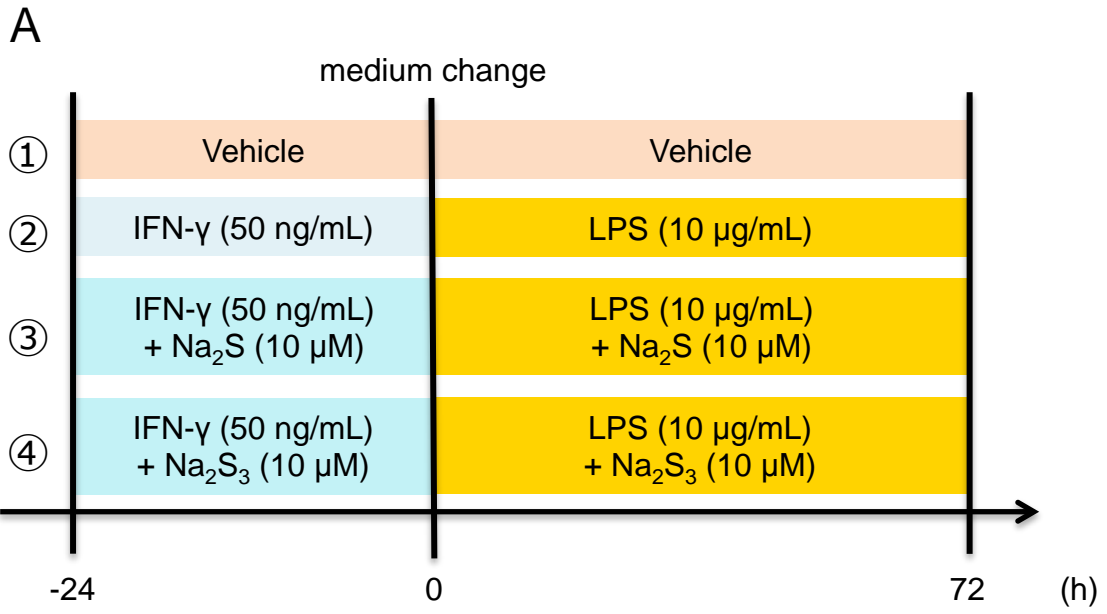 A
medium change
① Vehicle Vehicle
② IFN-γ (50 ng/mL) LPS (10 µg/mL)
③ IFN-γ (50 ng/mL) LPS (10 µg/mL)
+ Na₂S (10 µM) + Na₂S (10 µM)
④ IFN-γ (50 ng/mL) LPS (10 µg/mL)
+ Na₂S₃ (10 µM) + Na₂S₃ (10 µM)
-24 0 72 (h)